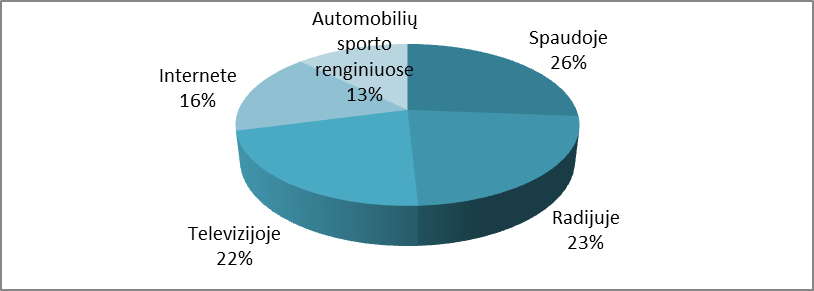 Automobilių
sporto
renginiuose
13%
Spaudoje
26%
Internete
16%
Televizijoje
22%
Radijuje
23%